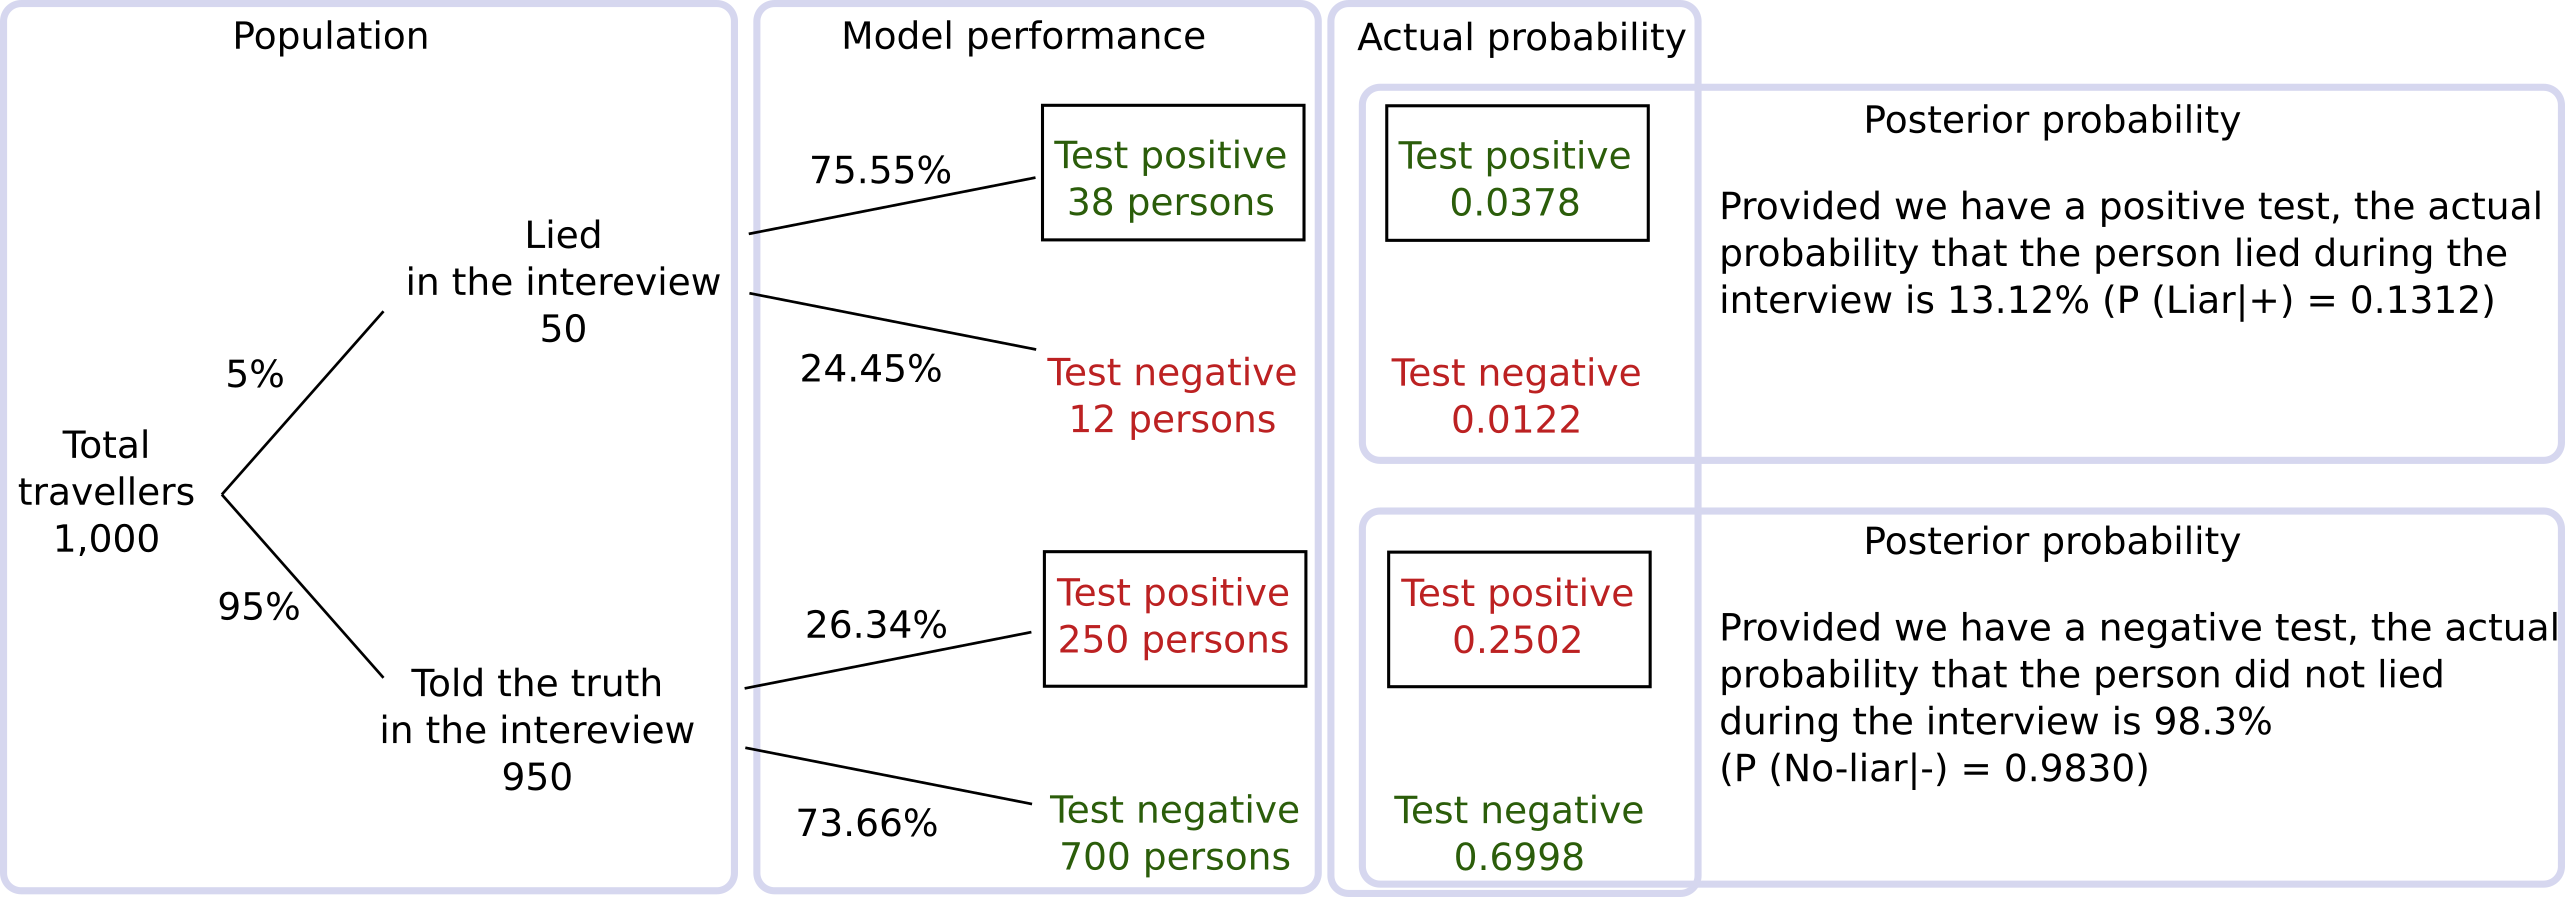 Population
Total
travellers
1,000
5%
95%
Lied
in the intereview
50
Told the truth
in the intereview
950
Model performance
75.55%
Test positive
38 persons
24.45%
Test negative
12 persons
26.34%
Test positive
250 persons
73.66%
Test negative
700 persons
Actual probability
Test positive
0.0378
Test negative
0.0122
Test positive
0.2502
Test negative
0.6998
Posterior probability
Provided we have a positive test, the actual
probability that the person lied during the
interview is 13.12% (P (Liar|+) = 0.1312)
Posterior probability
Provided we have a negative test, the actual
probability that the person did not lied
during the interview is 98.3%
(P (No-liar|-) = 0.9830)